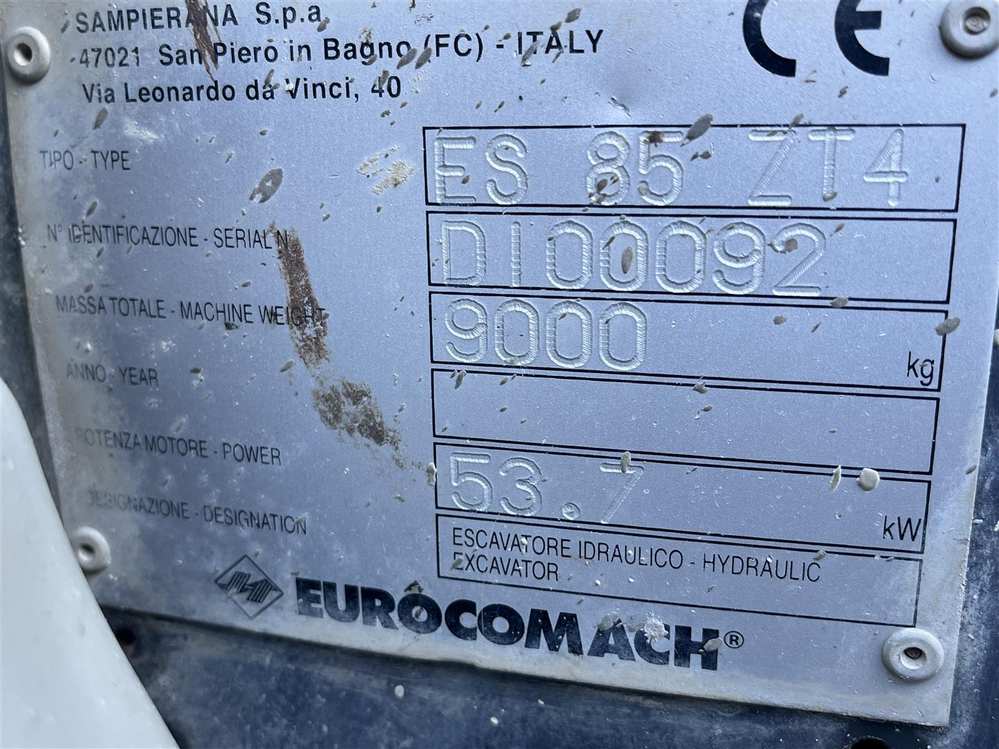 SAMPIERANA S.p.a.
47021 San Piero in Bagno (FC) - ITALY
Via Leonardo da Vinci, 40
CE
TIPO - TYPE ES 85 ZT4
N° IDENTIFICAZIONE - SERIAL N. DI00092
MASSA TOTALE - MACHINE WEIGHT 9000 kg
ANNO - YEAR
POTENZA MOTORE - POWER 53.7 kW
DESIGNAZIONE - DESIGNATION ESCAVATORE IDRAULICO - HYDRAULIC
EXCAVATOR
EUROCOMACH®